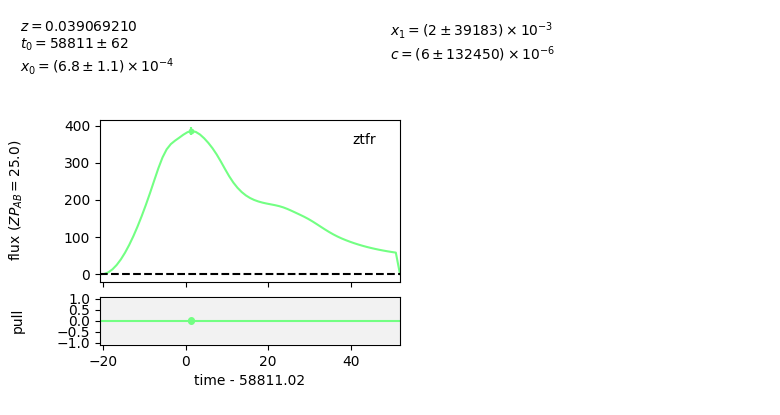 z = 0.039069210
t₀ = 58811 ± 62
x₀ = (6.8 ± 1.1) × 10⁻⁴
x₁ = (2 ± 39183) × 10⁻³
c = (6 ± 132450) × 10⁻⁶
ztfr
400
300
200
100
0
flux (ZP_AB = 25.0)
1.0
0.5
0.0
−0.5
−1.0
pull
−20 0 20 40
time - 58811.02